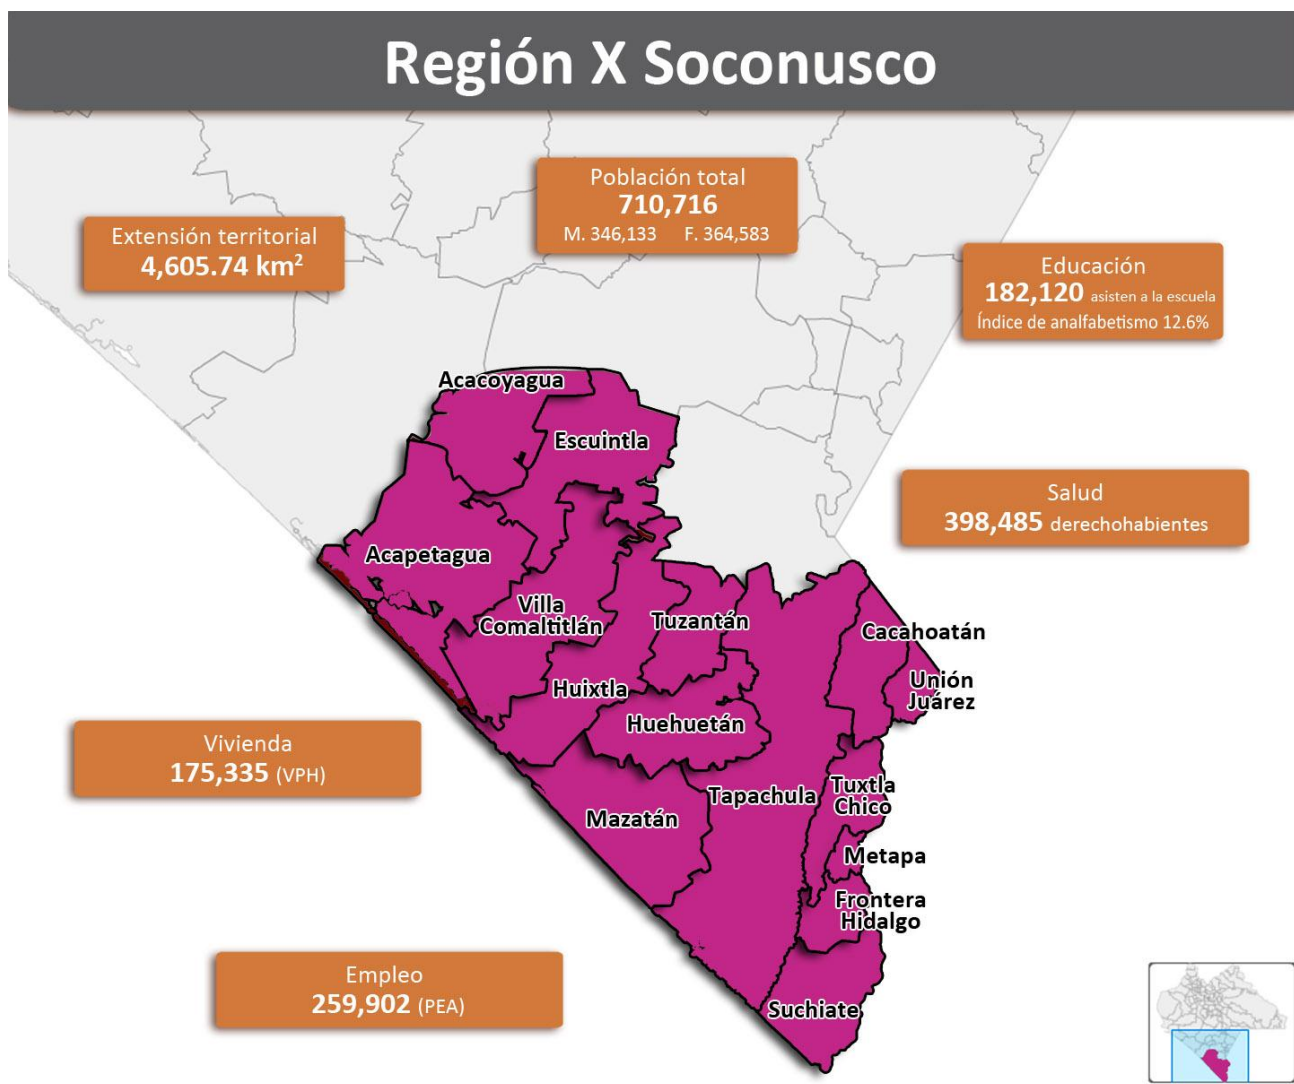 Región X Soconusco
Población total
710,716
M. 346,133 F. 364,583
Extensión territorial
4,605.74 km²
Educación
182,120 asisten a la escuela
Índice de analfabetismo 12.6%
Acacoyagua
Escuintla
Salud
398,485 derechohabientes
Acapetagua
Villa
Comaltitlán
Tuzantán
Cacahoatán
Unión
Juárez
Huixtla
Huehuetán
Vivienda
175,335 (VPH)
Tapachula
Tuxtla
Chico
Mazatán
Metapa
Frontera
Hidalgo
Empleo
259,902 (PEA)
Suchiate